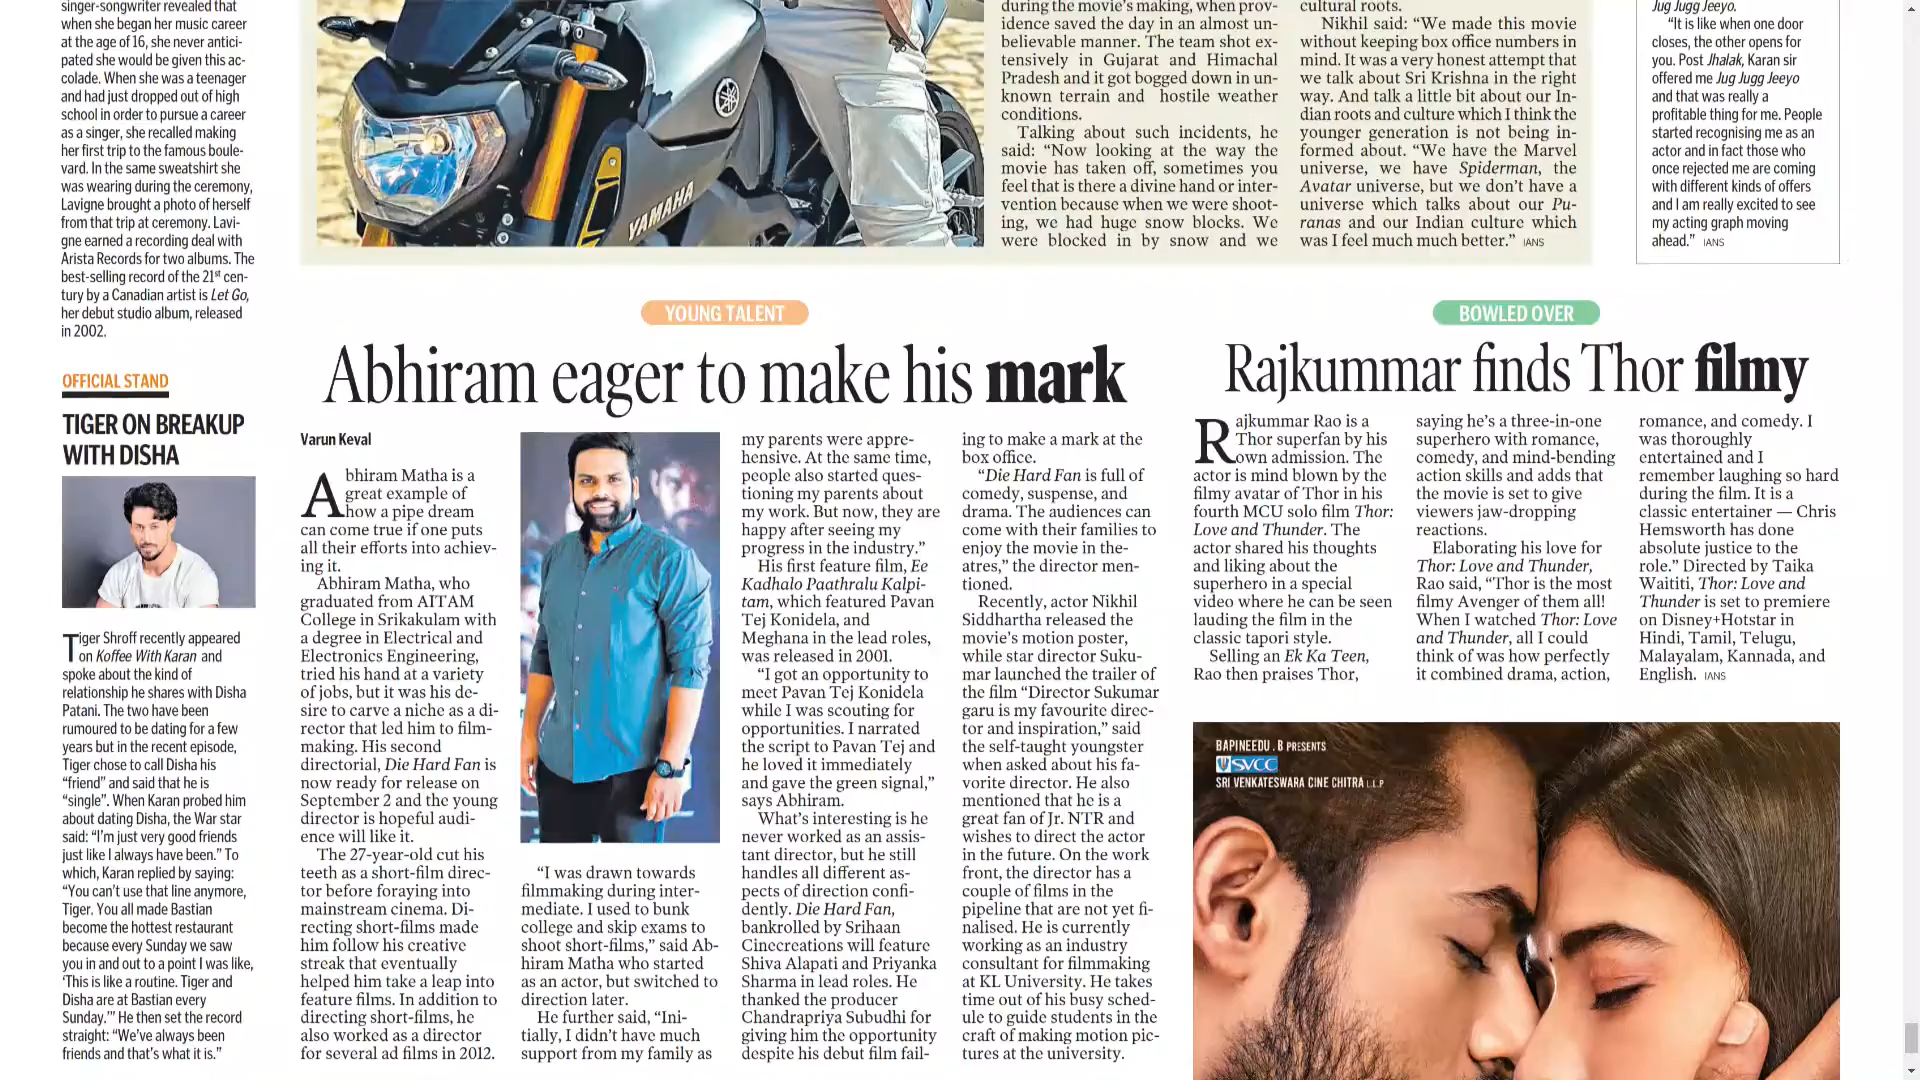 singer-songwriter revealed that
when she began her music career
at the age of 16, she never antici-
pated she would be given this ac-
colade. When she was a teenager
and had just dropped out of high
school in order to pursue a career
as a singer, she recalled making
her first trip to the famous boule-
vard. In the same sweatshirt she
was wearing during the ceremony,
Lavigne brought a photo of herself
from that trip at ceremony. Lavi-
gne earned a recording deal with
Arista Records for two albums. The
best-selling record of the 21st cen-
tury by a Canadian artist is Let Go,
her debut studio album, released
in 2002.
OFFICIAL STAND
TIGER ON BREAKUP
WITH DISHA
Tiger Shroff recently appeared
on Koffee With Karan and
spoke about the kind of
relationship he shares with Disha
Patani. The two have been
rumoured to be dating for a few
years but in the recent episode,
Tiger chose to call Disha his
“friend” and said that he is
“single”. When Karan probed him
about dating Disha, the War star
said: “I’m just very good friends
just like I always have been.” To
which, Karan replied by saying:
“You can’t use that line anymore,
Tiger. You all made Bastian
become the hottest restaurant
because every Sunday we saw
you in and out to a point I was like,
‘This is like a routine. Tiger and
Disha are at Bastian every
Sunday.’” He then set the record
straight: “We’ve always been
friends and that’s what it is.”
YAMAHA
during the movie’s making, when prov-
idence saved the day in an almost un-
believable manner. The team shot ex-
tensively in Gujarat and Himachal
Pradesh and it got bogged down in un-
known terrain and hostile weather
conditions.
Talking about such incidents, he
said: “Now looking at the way the
movie has taken off, sometimes you
feel that is there a divine hand or inter-
vention because when we were shoot-
ing, we had huge snow blocks. We
were blocked in by snow and we
cultural roots.
Nikhil said: “We made this movie
without keeping box office numbers in
mind. It was a very honest attempt that
we talk about Sri Krishna in the right
way. And talk a little bit about our In-
dian roots and culture which I think the
younger generation is not being in-
formed about. “We have the Marvel
universe, we have Spiderman, the
Avatar universe, but we don’t have a
universe which talks about our Pu-
ranas and our Indian culture which
was I feel much much better.” IANS
Jug Jugg Jeeyo.
“It is like when one door
closes, the other opens for
you. Post Jhalak, Karan sir
offered me Jug Jugg Jeeyo
and that was really a
profitable thing for me. People
started recognising me as an
actor and in fact those who
once rejected me are coming
with different kinds of offers
and I am really excited to see
my acting graph moving
ahead.” IANS
YOUNG TALENT
Abhiram eager to make his mark
Varun Keval
Abhiram Matha is a
great example of
how a pipe dream
can come true if one puts
all their efforts into achiev-
ing it.
Abhiram Matha, who
graduated from AITAM
College in Srikakulam with
a degree in Electrical and
Electronics Engineering,
tried his hand at a variety
of jobs, but it was his de-
sire to carve a niche as a di-
rector that led him to film-
making. His second
directorial, Die Hard Fan is
now ready for release on
September 2 and the young
director is hopeful audi-
ence will like it.
The 27-year-old cut his
teeth as a short-film direc-
tor before foraying into
mainstream cinema. Di-
recting short-films made
him follow his creative
streak that eventually
helped him take a leap into
feature films. In addition to
directing short-films, he
also worked as a director
for several ad films in 2012.
“I was drawn towards
filmmaking during inter-
mediate. I used to bunk
college and skip exams to
shoot short-films,” said Ab-
hiram Matha who started
as an actor, but switched to
direction later.
He further said, “Ini-
tially, I didn’t have much
support from my family as
my parents were appre-
hensive. At the same time,
people also started ques-
tioning my parents about
my work. But now, they are
happy after seeing my
progress in the industry.”
His first feature film, Ee
Kadhalo Paathralu Kalpi-
tam, which featured Pavan
Tej Konidela, and
Meghana in the lead roles,
was released in 2001.
“I got an opportunity to
meet Pavan Tej Konidela
while I was scouting for
opportunities. I narrated
the script to Pavan Tej and
he loved it immediately
and gave the green signal,”
says Abhiram.
What’s interesting is he
never worked as an assis-
tant director, but he still
handles all different as-
pects of direction confi-
dently. Die Hard Fan,
bankrolled by Srihaan
Cinecreations will feature
Shiva Alapati and Priyanka
Sharma in lead roles. He
thanked the producer
Chandrapriya Subudhi for
giving him the opportunity
despite his debut film fail-
ing to make a mark at the
box office.
“Die Hard Fan is full of
comedy, suspense, and
drama. The audiences can
come with their families to
enjoy the movie in the-
atres,” the director men-
tioned.
Recently, actor Nikhil
Siddhartha released the
movie’s motion poster,
while star director Suku-
mar launched the trailer of
the film “Director Sukumar
garu is my favourite direc-
tor and inspiration,” said
the self-taught youngster
when asked about his fa-
vorite director. He also
mentioned that he is a
great fan of Jr. NTR and
wishes to direct the actor
in the future. On the work
front, the director has a
couple of films in the
pipeline that are not yet fi-
nalised. He is currently
working as an industry
consultant for filmmaking
at KL University. He takes
time out of his busy sched-
ule to guide students in the
craft of making motion pic-
tures at the university.
BOWLED OVER
Rajkummar finds Thor filmy
Rajkummar Rao is a
Thor superfan by his
own admission. The
actor is mind blown by the
filmy avatar of Thor in his
fourth MCU solo film Thor:
Love and Thunder. The
actor shared his thoughts
and liking about the
superhero in a special
video where he can be seen
lauding the film in the
classic tapori style.
Selling an Ek Ka Teen,
Rao then praises Thor,
saying he’s a three-in-one
superhero with romance,
comedy, and mind-bending
action skills and adds that
the movie is set to give
viewers jaw-dropping
reactions.
Elaborating his love for
Thor: Love and Thunder,
Rao said, “Thor is the most
filmy Avenger of them all!
When I watched Thor: Love
and Thunder, all I could
think of was how perfectly
it combined drama, action,
romance, and comedy. I
was thoroughly
entertained and I
remember laughing so hard
during the film. It is a
classic entertainer — Chris
Hemsworth has done
absolute justice to the
role.” Directed by Taika
Waititi, Thor: Love and
Thunder is set to premiere
on Disney+Hotstar in
Hindi, Tamil, Telugu,
Malayalam, Kannada, and
English. IANS
BAPINEEDU . B PRESENTS
SVCC
SRI VENKATESWARA CINE CHITRA L.L.P